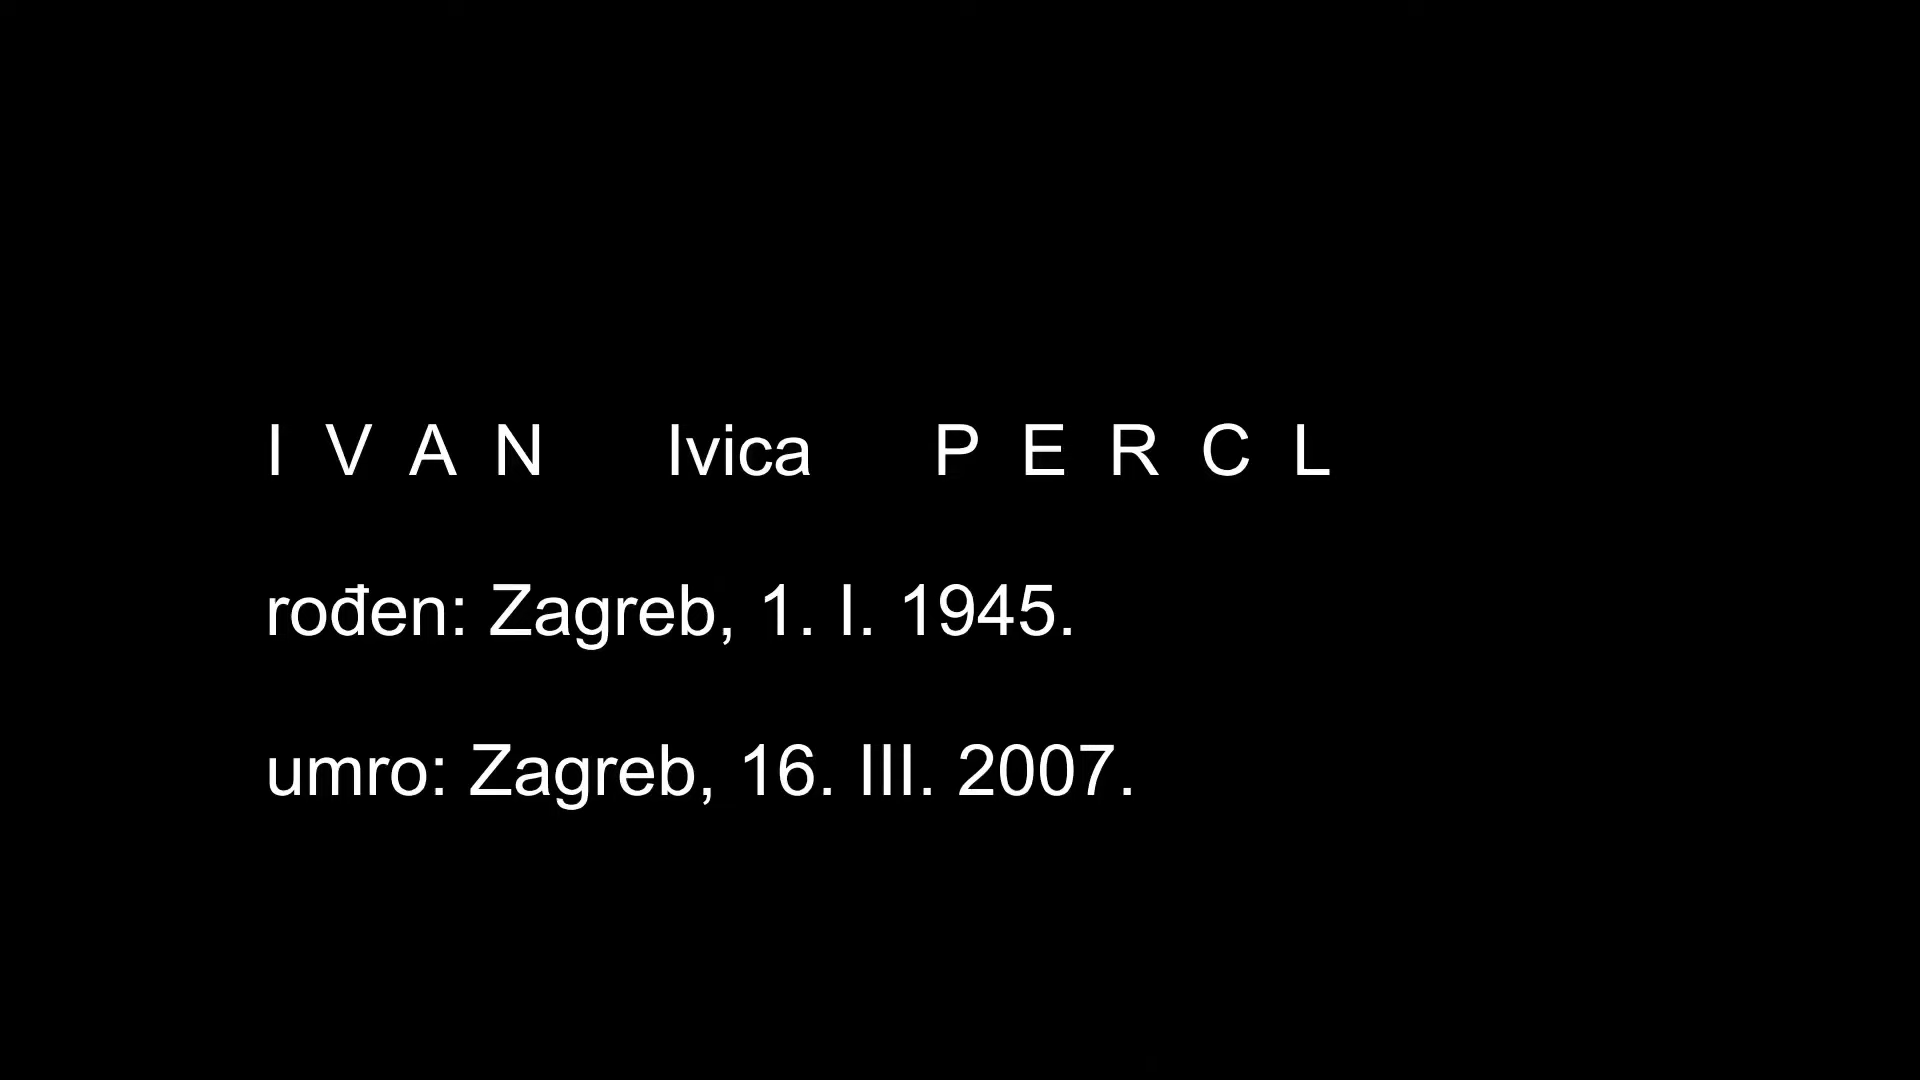 I V A N Ivica P E R C L
rođen: Zagreb, 1. I. 1945.
umro: Zagreb, 16. III. 2007.